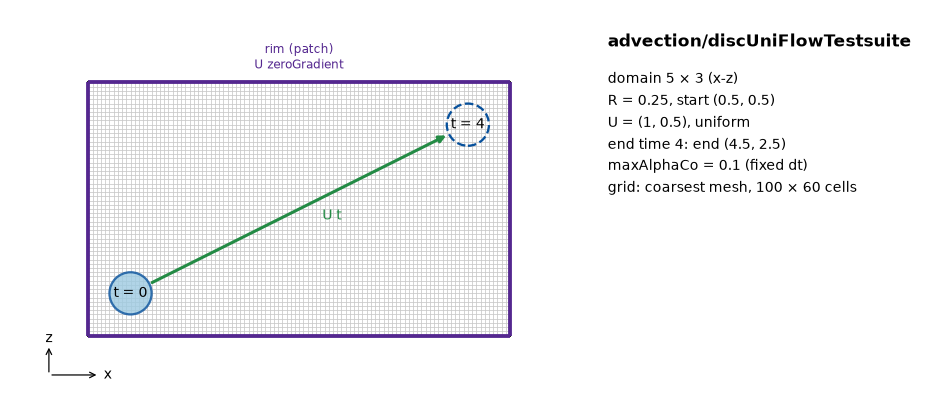 rim (patch)
U zeroGradient
t = 4
U t
t = 0
z
x
advection/discUniFlowTestsuite
domain 5 × 3 (x-z)
R = 0.25, start (0.5, 0.5)
U = (1, 0.5), uniform
end time 4: end (4.5, 2.5)
maxAlphaCo = 0.1 (fixed dt)
grid: coarsest mesh, 100 × 60 cells